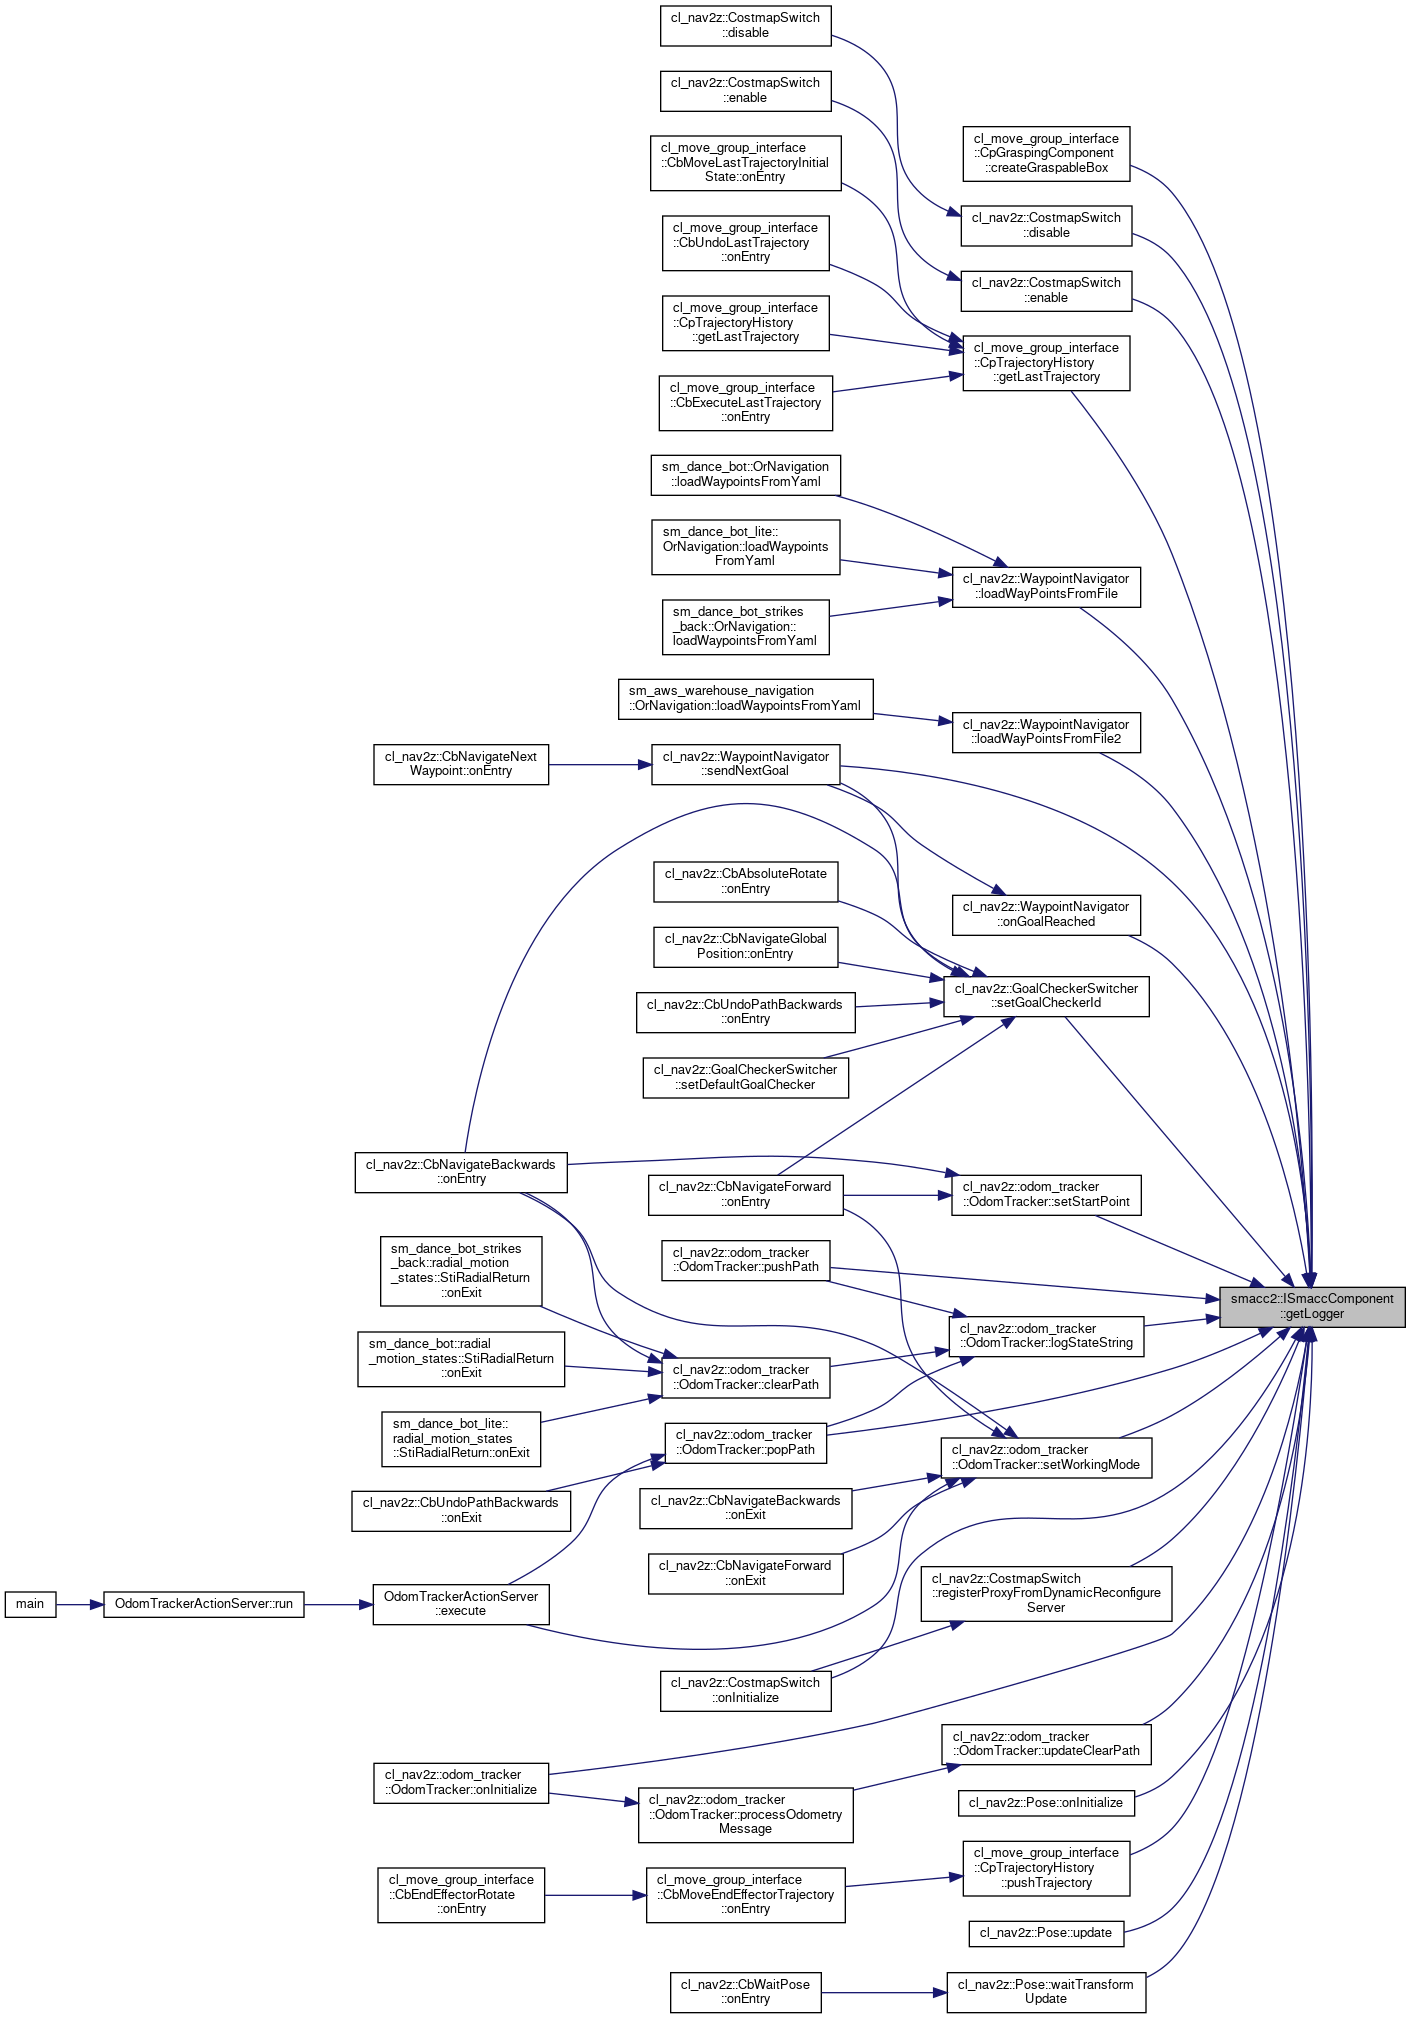 cl_nav2z::CostmapSwitch
::disable
cl_nav2z::CostmapSwitch
::enable
cl_move_group_interface
::CbMoveLastTrajectoryInitial
State::onEntry
cl_move_group_interface
::CbUndoLastTrajectory
::onEntry
cl_move_group_interface
::CpTrajectoryHistory
::getLastTrajectory
cl_move_group_interface
::CbExecuteLastTrajectory
::onEntry
cl_move_group_interface
::CpGraspingComponent
::createGraspableBox
cl_nav2z::CostmapSwitch
::disable
cl_nav2z::CostmapSwitch
::enable
cl_move_group_interface
::CpTrajectoryHistory
::getLastTrajectory
sm_dance_bot::OrNavigation
::loadWaypointsFromYaml
sm_dance_bot_lite::
OrNavigation::loadWaypoints
FromYaml
sm_dance_bot_strikes
_back::OrNavigation::
loadWaypointsFromYaml
cl_nav2z::WaypointNavigator
::loadWayPointsFromFile
sm_aws_warehouse_navigation
::OrNavigation::loadWaypointsFromYaml
cl_nav2z::WaypointNavigator
::loadWayPointsFromFile2
cl_nav2z::CbNavigateNext
Waypoint::onEntry
cl_nav2z::WaypointNavigator
::sendNextGoal
cl_nav2z::CbAbsoluteRotate
::onEntry
cl_nav2z::WaypointNavigator
::onGoalReached
cl_nav2z::CbNavigateGlobal
Position::onEntry
cl_nav2z::GoalCheckerSwitcher
::setGoalCheckerId
cl_nav2z::CbUndoPathBackwards
::onEntry
cl_nav2z::GoalCheckerSwitcher
::setDefaultGoalChecker
cl_nav2z::CbNavigateBackwards
::onEntry
cl_nav2z::CbNavigateForward
::onEntry
cl_nav2z::odom_tracker
::OdomTracker::setStartPoint
sm_dance_bot_strikes
_back::radial_motion
_states::StiRadialReturn
::onExit
cl_nav2z::odom_tracker
::OdomTracker::pushPath
smacc2::ISmaccComponent
::getLogger
cl_nav2z::odom_tracker
::OdomTracker::logStateString
sm_dance_bot::radial
_motion_states::StiRadialReturn
::onExit
cl_nav2z::odom_tracker
::OdomTracker::clearPath
sm_dance_bot_lite::
radial_motion_states
::StiRadialReturn::onExit
cl_nav2z::odom_tracker
::OdomTracker::popPath
cl_nav2z::odom_tracker
::OdomTracker::setWorkingMode
cl_nav2z::CbUndoPathBackwards
::onExit
cl_nav2z::CbNavigateBackwards
::onExit
cl_nav2z::CbNavigateForward
::onExit
cl_nav2z::CostmapSwitch
::registerProxyFromDynamicReconfigure
Server
main
OdomTrackerActionServer::run
OdomTrackerActionServer
::execute
cl_nav2z::CostmapSwitch
::onInitialize
cl_nav2z::odom_tracker
::OdomTracker::updateClearPath
cl_nav2z::odom_tracker
::OdomTracker::onInitialize
cl_nav2z::odom_tracker
::OdomTracker::processOdometry
Message
cl_nav2z::Pose::onInitialize
cl_move_group_interface
::CpTrajectoryHistory
::pushTrajectory
cl_move_group_interface
::CbEndEffectorRotate
::onEntry
cl_move_group_interface
::CbMoveEndEffectorTrajectory
::onEntry
cl_nav2z::Pose::update
cl_nav2z::CbWaitPose
::onEntry
cl_nav2z::Pose::waitTransform
Update